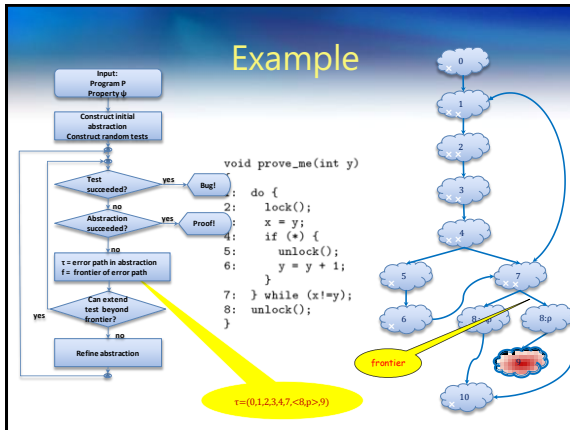 Example
Input:
Program P
Property ψ
Construct initial
abstraction
Construct random tests
Test
succeeded?
yes
Bug!
no
Abstraction
succeeded?
yes
Proof!
no
τ = error path in abstraction
f = frontier of error path
Can extend
test beyond
frontier?
yes
no
Refine abstraction
void prove_me(int y)
: do {
2: lock();
3: x = y;
4: if (*) {
5: unlock();
6: y = y + 1;
}
7: } while (x!=y);
8: unlock();
}
τ=(0,1,2,3,4,7,<8,p>,9)
frontier
0
1
2
3
4
5
7
6
8:p
10